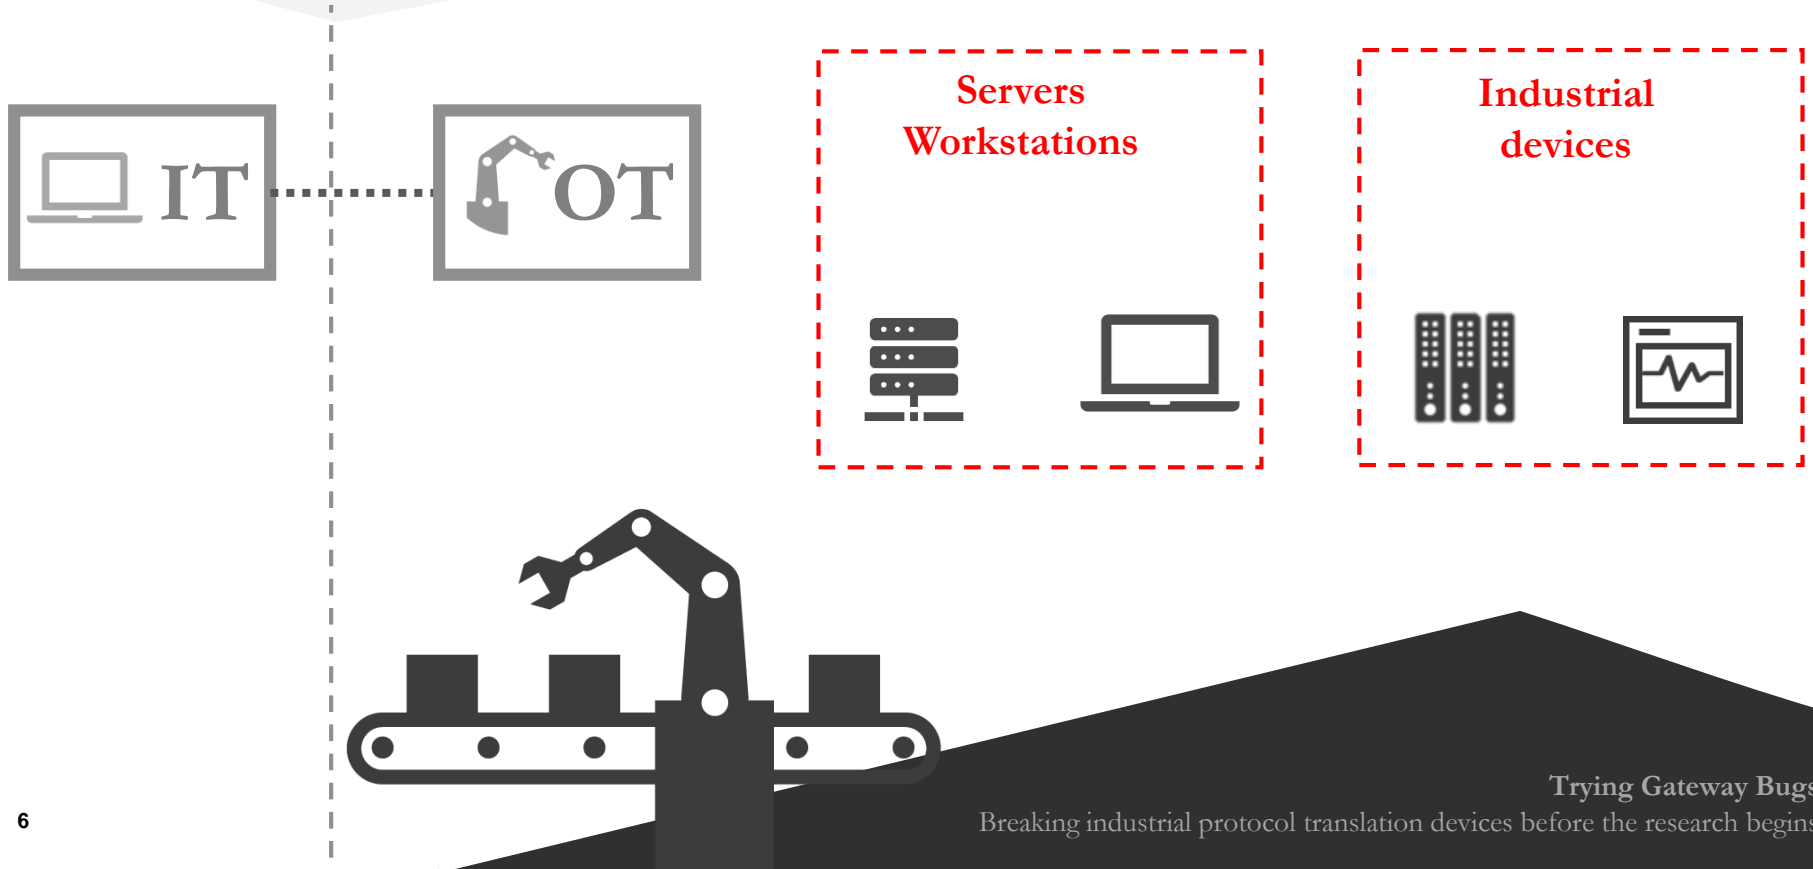 IT
OT
Servers
Workstations
Industrial
devices
Trying Gateway Bugs
Breaking industrial protocol translation devices before the research begins
6